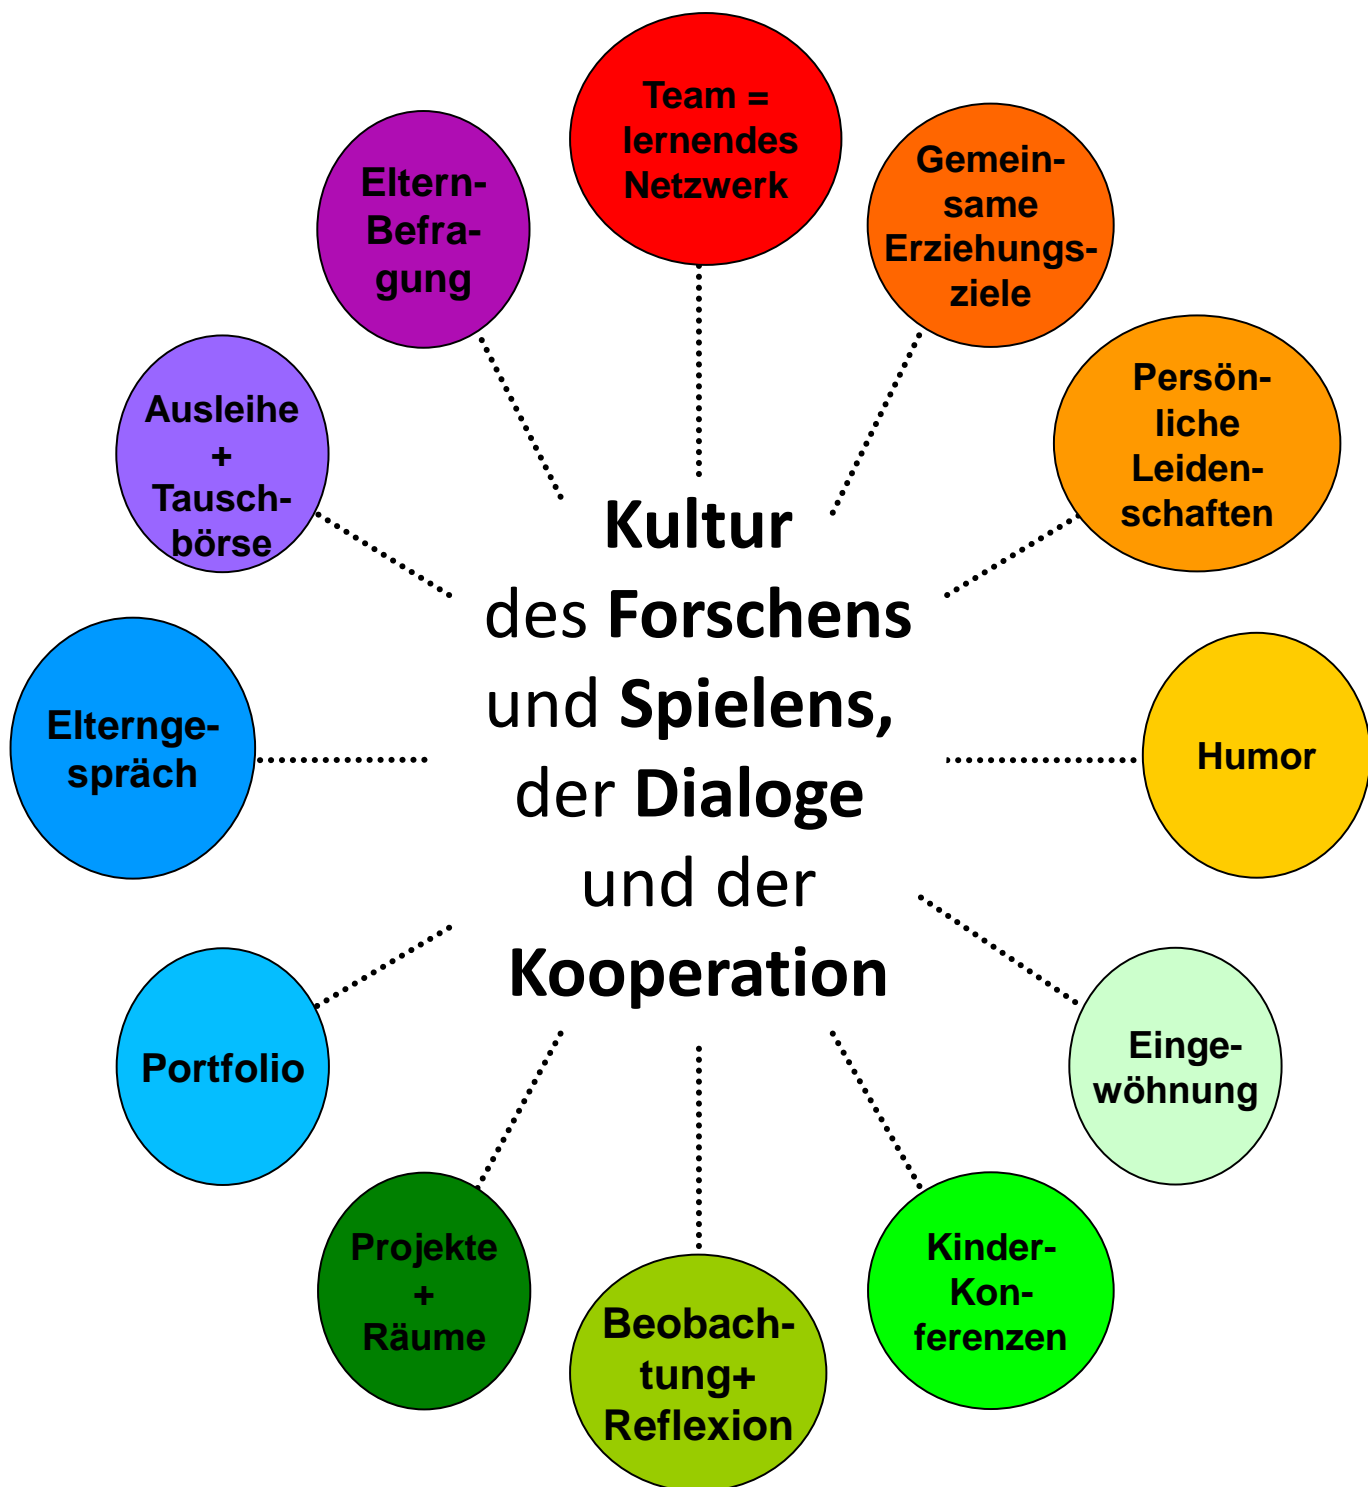 Team =
lernendes
Netzwerk
Gemein-
same
Erziehungs-
ziele
Persön-
liche
Leiden-
schaften
Humor
Einge-
wöhnung
Kinder-
Kon-
ferenzen
Beobach-
tung+
Reflexion
Projekte
+
Räume
Portfolio
Elternge-
spräch
Ausleihe
+
Tausch-
börse
Eltern-
Befra-
gung
Kultur
des Forschens
und Spielens,
der Dialoge
und der
Kooperation